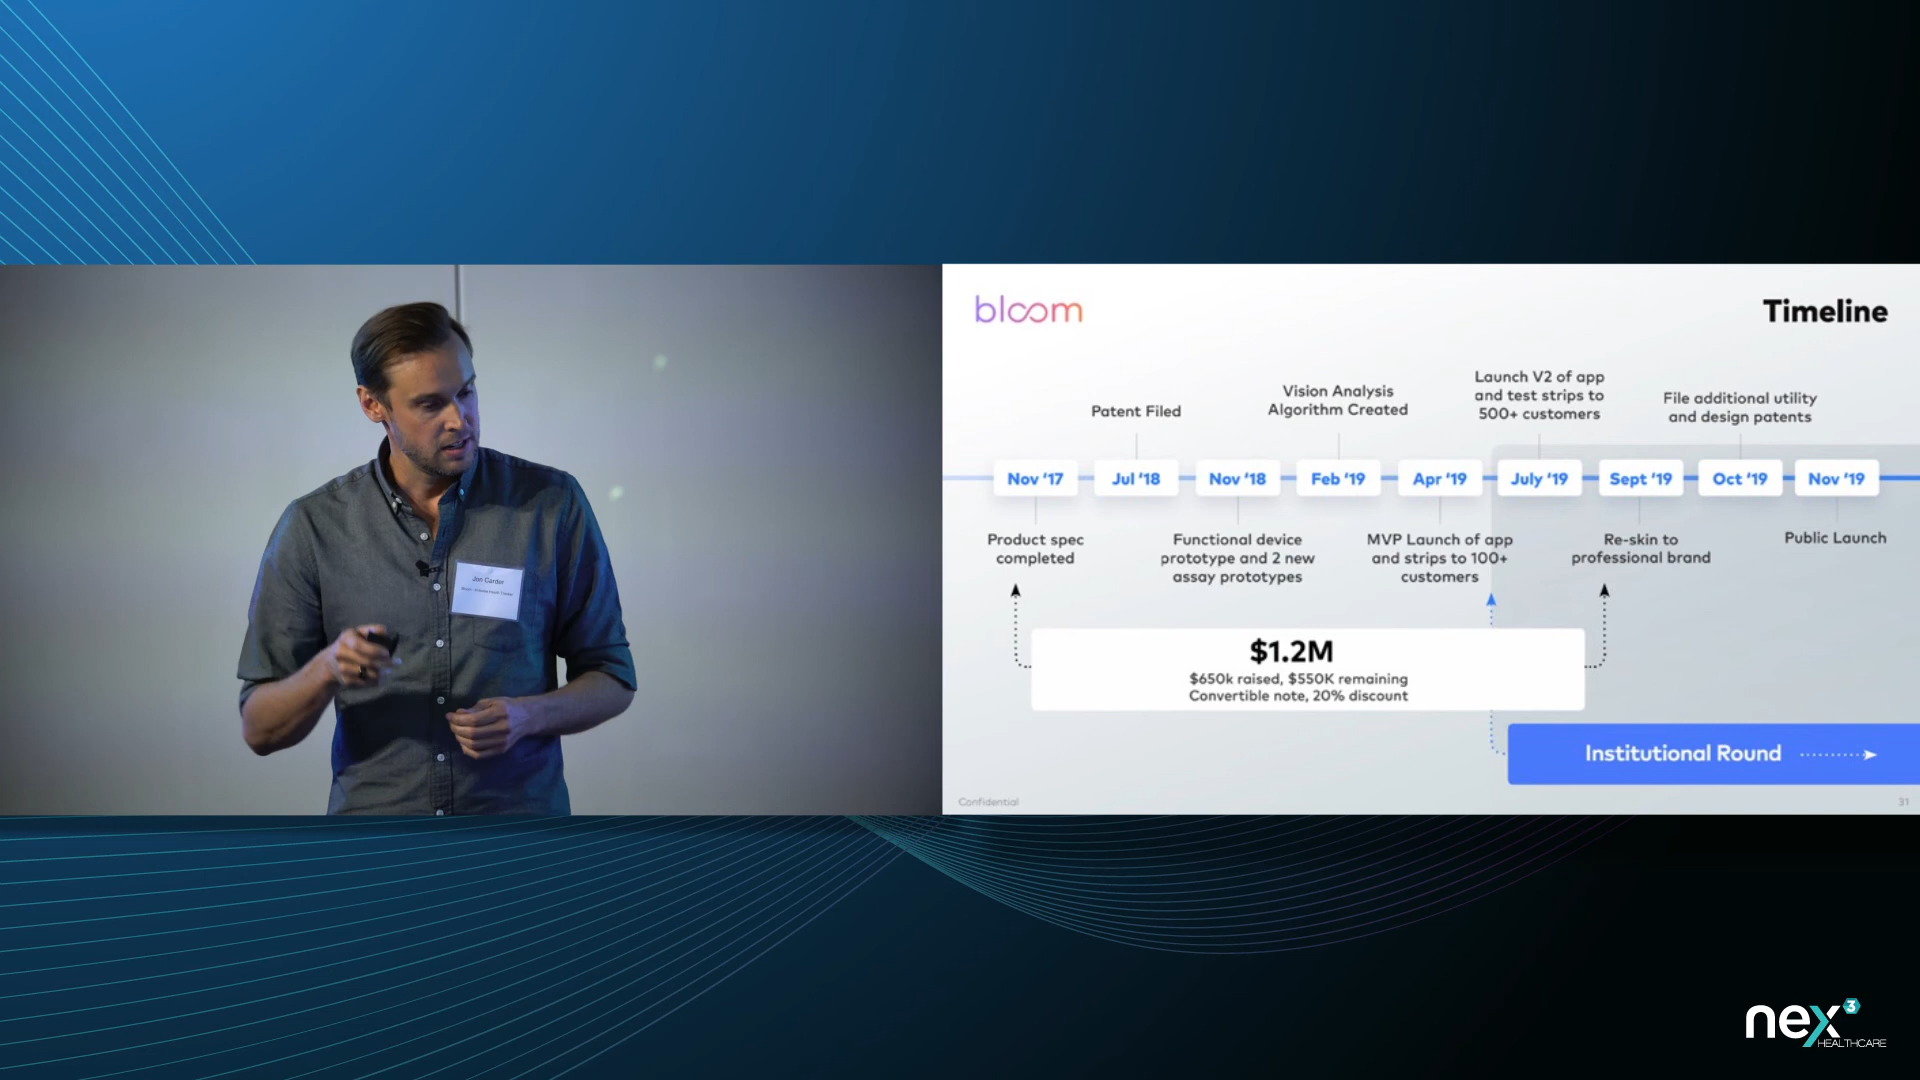 Jon Carder
bloom
Timeline
Patent Filed
Vision Analysis
Algorithm Created
Launch V2 of app
and test strips to
500+ customers
File additional utility
and design patents
Nov ‘17
Jul ‘18
Nov ‘18
Feb ‘19
Apr ‘19
July ‘19
Sept ‘19
Oct ‘19
Nov ‘19
Product spec
completed
Functional device
prototype and 2 new
assay prototypes
MVP Launch of app
and strips to 100+
customers
Re-skin to
professional brand
Public Launch
$1.2M
$650k raised, $550K remaining
Convertible note, 20% discount
Institutional Round
Confidential
31
nex3
HEALTHCARE